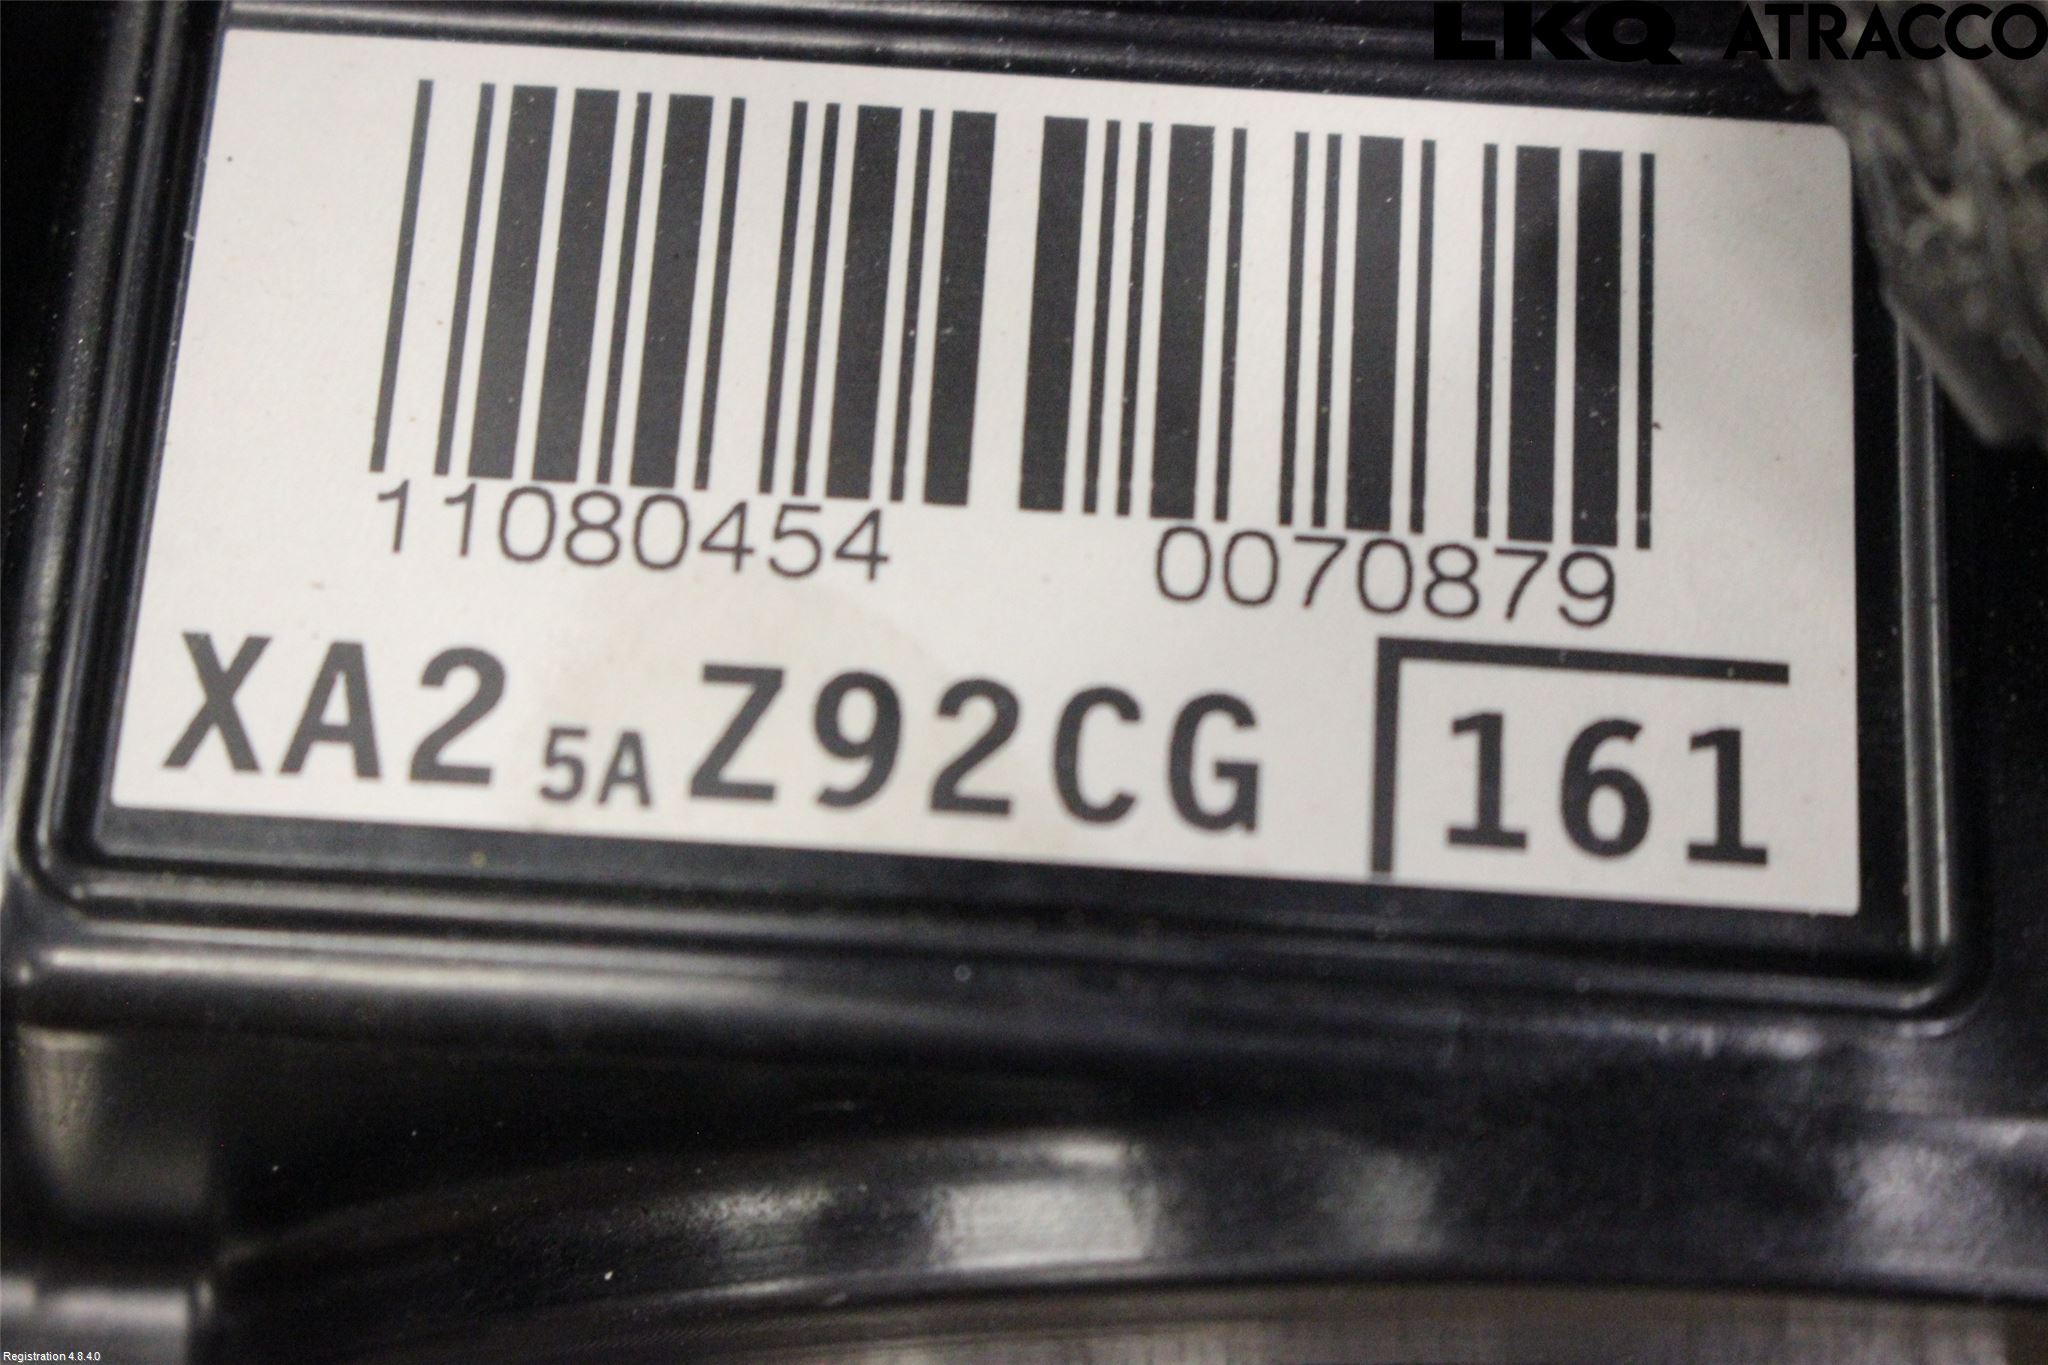 LKQ ATRACCO
11080454 0070879
XA2 5A Z92CG 161
Registration 4.8.4.0